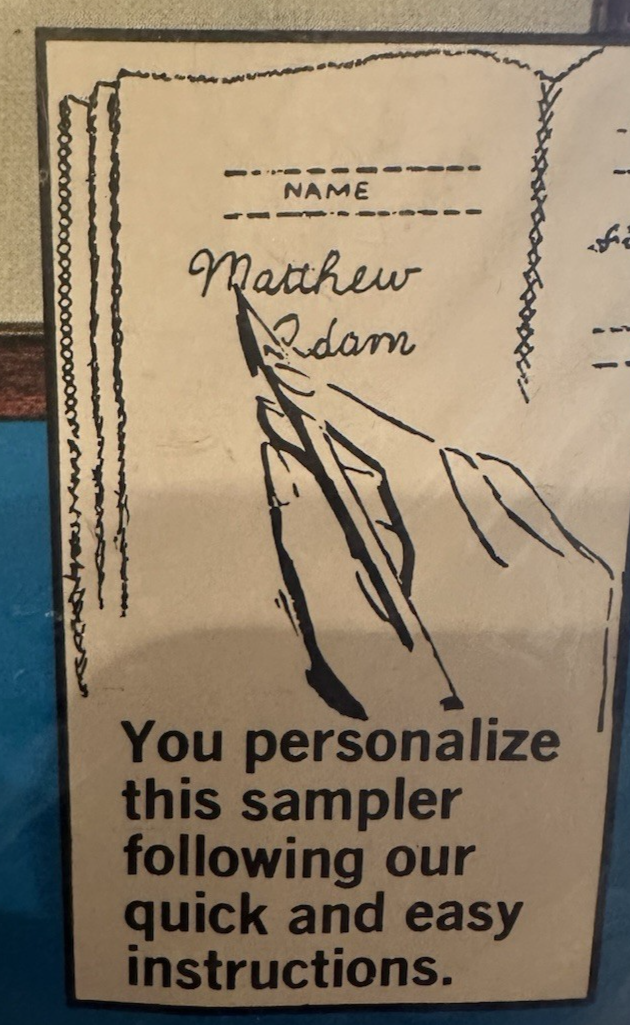 NAME
Matthew
Adam
You personalize
this sampler
following our
quick and easy
instructions.